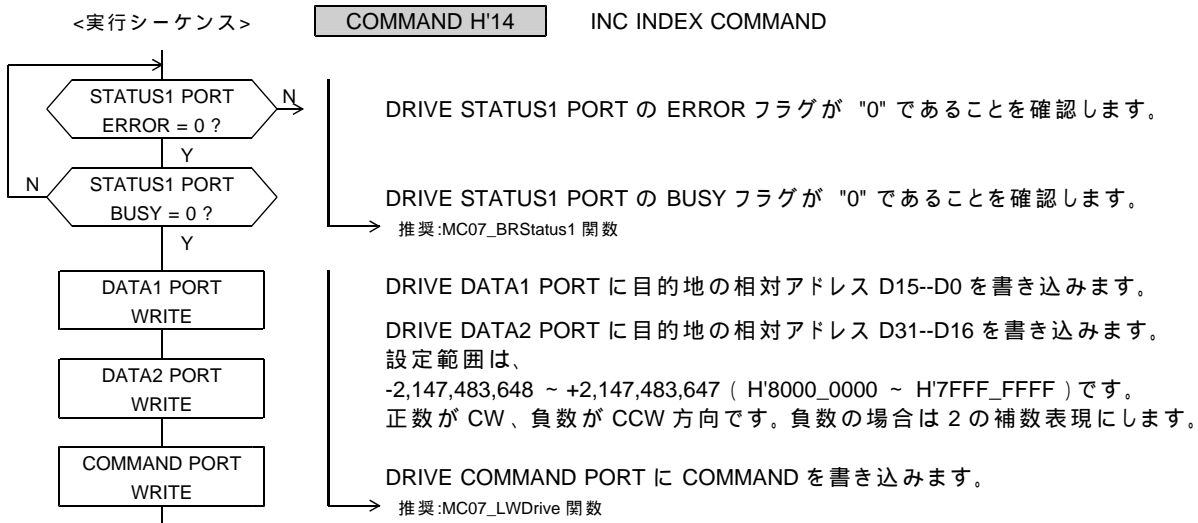 <実行シーケンス>
COMMAND H'14
INC INDEX COMMAND
STATUS1 PORT
ERROR = 0 ?
N
Y
DRIVE STATUS1 PORT の ERROR フラグが "0" であることを確認します。
N
STATUS1 PORT
BUSY = 0 ?
Y
DRIVE STATUS1 PORT の BUSY フラグが "0" であることを確認します。
推奨:MC07_BRStatus1 関数
DATA1 PORT
WRITE
DRIVE DATA1 PORT に目的地の相対アドレス D15--D0 を書き込みます。
DATA2 PORT
WRITE
DRIVE DATA2 PORT に目的地の相対アドレス D31--D16 を書き込みます。
設定範囲は、
-2,147,483,648 ~ +2,147,483,647 ( H'8000_0000 ~ H'7FFF_FFFF ) です。
正数が CW 、負数が CCW 方向です。負数の場合は 2 の補数表現にします。
COMMAND PORT
WRITE
DRIVE COMMAND PORT に COMMAND を書き込みます。
推奨:MC07_LWDrive 関数